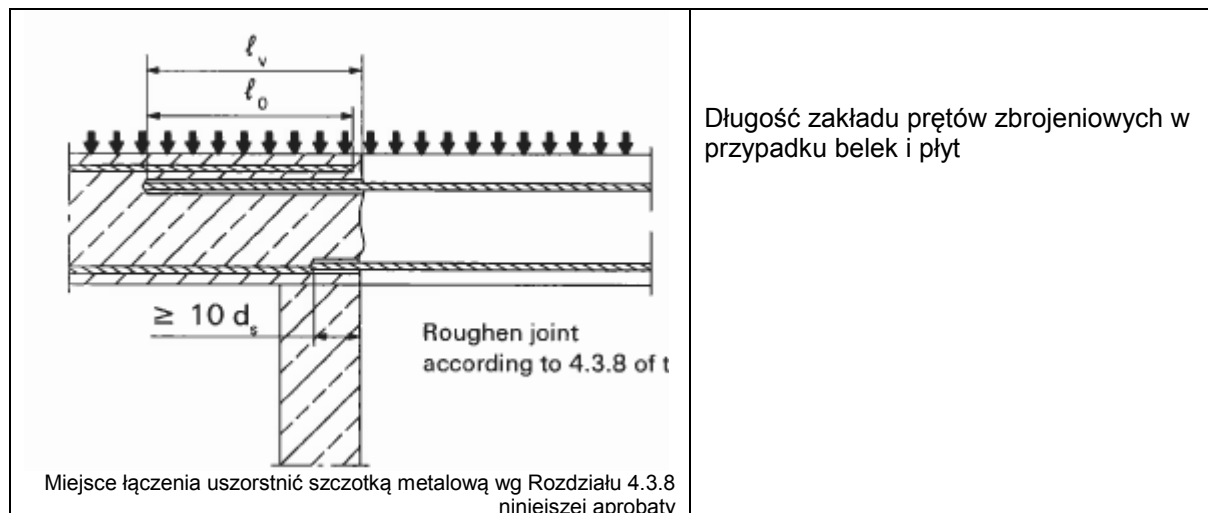 ℓv
ℓ0
Długość zakładu prętów zbrojeniowych w
przypadku belek i płyt
≥ 10 ds
Roughen joint
according to 4.3.8 of t
Miejsce łączenia uszorstnić szczotką metalową wg Rozdziału 4.3.8
niniejszej aprobaty